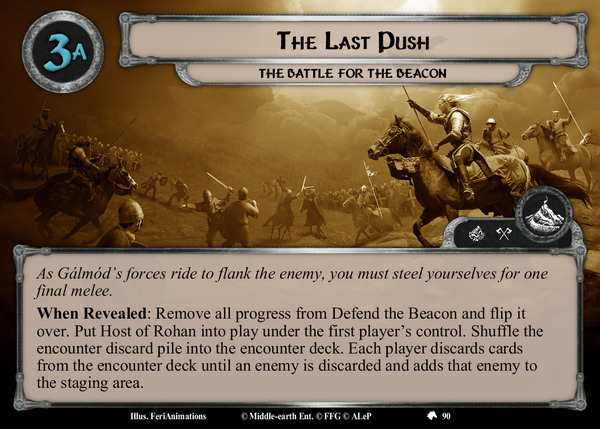 3A
The Last Push
The Battle for the Beacon
As Gálmód's forces ride to flank the enemy, you must steel yourselves for one
final melee.
When Revealed: Remove all progress from Defend the Beacon and flip it
over. Put Host of Rohan into play under the first player's control. Shuffle the
encounter discard pile into the encounter deck. Each player discards cards
from the encounter deck until an enemy is discarded and adds that enemy to
the staging area.
Illus. FeriAnimations © Middle-earth Ent. © FFG © ALeP 90